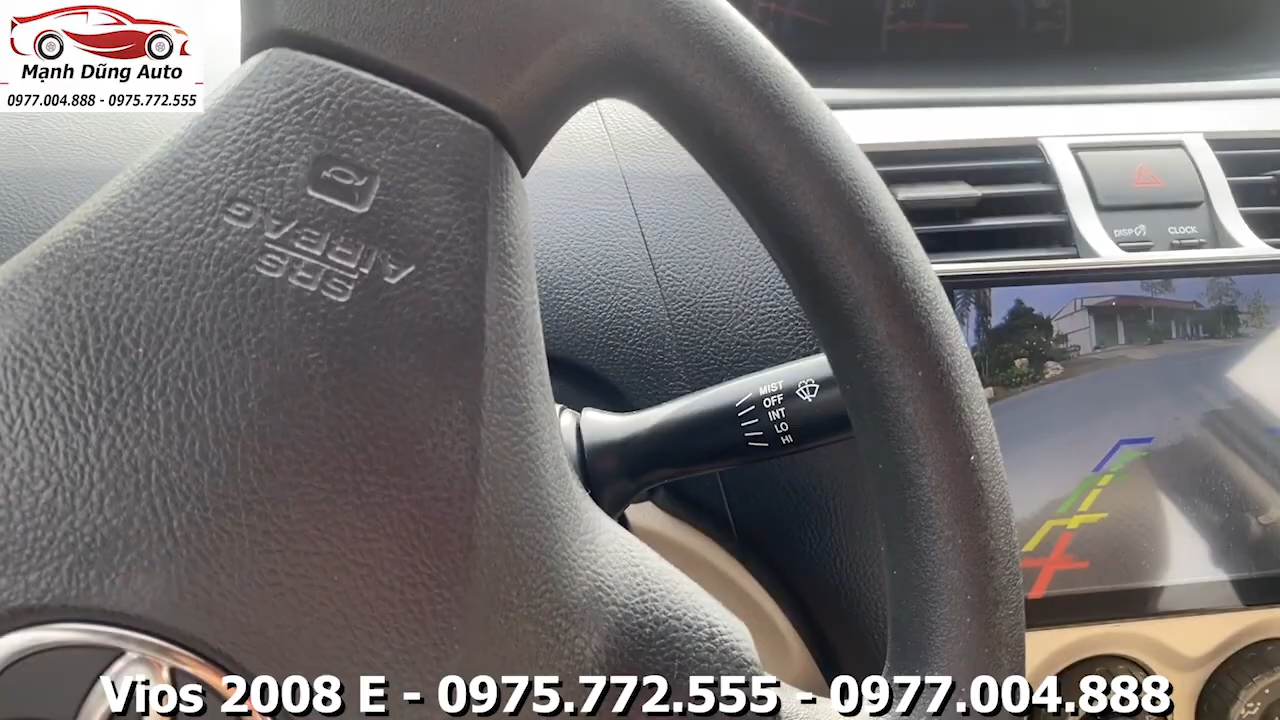 Mạnh Dũng Auto
0977.004.888 - 0975.772.555
SRS
AIRBAG
DISP
CLOCK
MIST
OFF
INT
LO
HI
Vios 2008 E - 0975.772.555 - 0977.004.888